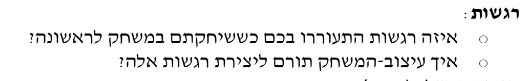 רגשות:
○ איזה רגשות התעוררו בכם כששיחקתם במשחק לראשונה?
○ איך עיצוב-המשחק תורם ליצירת רגשות אלה?